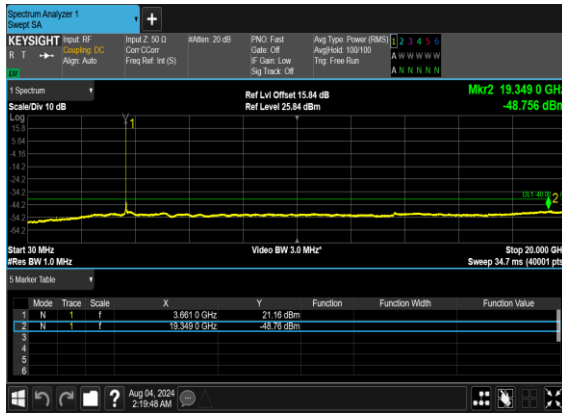 Spectrum Analyzer 1
Swept SA
+
KEYSIGHT Input: RF Input Z: 50 Ω #Atten: 20 dB PNO: Fast Avg Type: Power (RMS) 1 2 3 4 5 6
R T Coupling: DC Corr CCorr Gate: Off Avg|Hold: 100/100 A W W W W W
Align: Auto Freq Ref: Int (S) IF Gain: Low Trig: Free Run
LXI Sig Track: Off A N N N N N
1 Spectrum
Ref Lvl Offset 15.84 dB Mkr2 19.349 0 GHz
Scale/Div 10 dB Ref Level 25.84 dBm -48.756 dBm
Log
1
15.8
5.84
-4.16
-14.2
-24.2
-34.2
2
-44.2
-54.2
-64.2
Start 30 MHz Video BW 3.0 MHz* Stop 20.000 GHz
#Res BW 1.0 MHz Sweep 34.7 ms (40001 pts)
5 Marker Table
Mode Trace Scale X Y Function Function Width Function Value
1 N 1 f 3.661 0 GHz 21.16 dBm
2 N 1 f 19.349 0 GHz -48.76 dBm
3
4
5
6
? Aug 04, 2024
2:19:48 AM